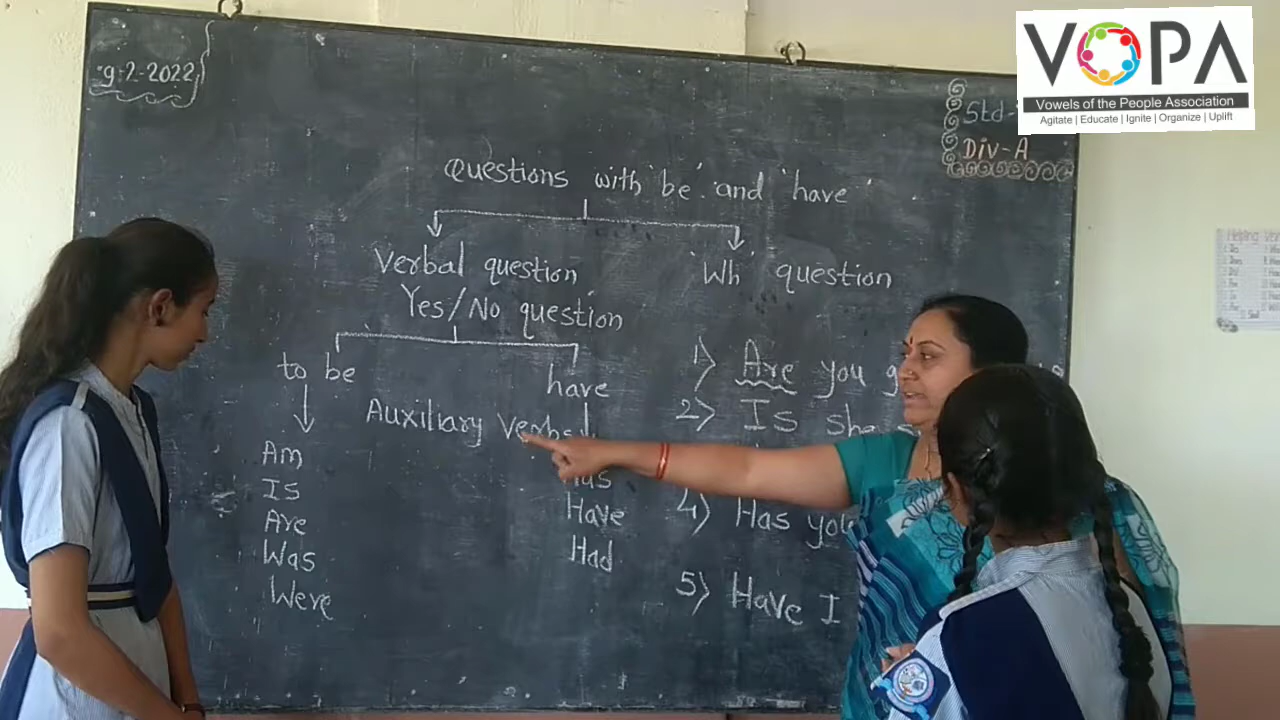 9-2-2022
Std-
Div-A
VOPA
Vowels of the People Association
Agitate | Educate | Ignite | Organize | Uplift
Questions with 'be' and 'have'
Verbal question
'Wh' question
Yes/No question
to be
have
Auxiliary verbs
Am
Is
Are
Was
Were
Has
Have
Had
1) Are you
2) Is she
4) Has you
5) Have I
Helping